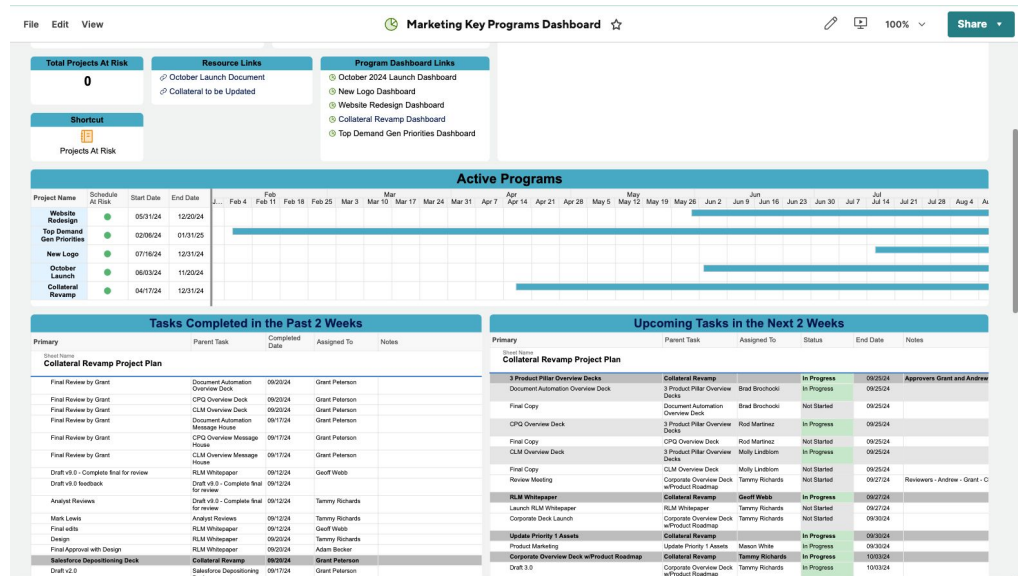 File Edit View Marketing Key Programs Dashboard 100% Share
Total Projects At Risk
0
Shortcut
Projects At Risk
Resource Links
October Launch Document
Collateral to be Updated
Program Dashboard Links
October 2024 Launch Dashboard
New Logo Dashboard
Website Redesign Dashboard
Collateral Revamp Dashboard
Top Demand Gen Priorities Dashboard
Active Programs
Project Name Schedule At Risk Start Date End Date
Feb Mar Apr May Jun Jul
J... Feb 4 Feb 11 Feb 18 Feb 25 Mar 3 Mar 10 Mar 17 Mar 24 Mar 31 Apr 7 Apr 14 Apr 21 Apr 28 May 5 May 12 May 19 May 26 Jun 2 Jun 9 Jun 16 Jun 23 Jun 30 Jul 7 Jul 14 Jul 21 Jul 28 Aug 4 Au
Website Redesign 05/31/24 12/20/24
Top Demand Gen Priorities 02/06/24 01/31/25
New Logo 07/16/24 12/31/24
October Launch 06/03/24 11/20/24
Collateral Revamp 04/17/24 12/31/24
Tasks Completed in the Past 2 Weeks
Primary Parent Task Completed Date Assigned To Notes
Sheet Name
Collateral Revamp Project Plan
Final Review by Grant Document Automation Overview Deck 09/20/24 Grant Peterson
Final Review by Grant CPQ Overview Deck 09/20/24 Grant Peterson
Final Review by Grant CLM Overview Deck 09/20/24 Grant Peterson
Final Review by Grant Document Automation Message House 09/17/24 Grant Peterson
Final Review by Grant CPQ Overview Message House 09/17/24 Grant Peterson
Final Review by Grant CLM Overview Message House 09/17/24 Grant Peterson
Draft v9.0 - Complete final for review RLM Whitepaper 09/12/24 Geoff Webb
Draft v9.0 feedback Draft v9.0 - Complete final for review 09/12/24
Analyst Reviews Draft v9.0 - Complete final for review 09/12/24 Tammy Richards
Mark Lewis Analyst Reviews 09/12/24 Tammy Richards
Final edits RLM Whitepaper 09/12/24 Geoff Webb
Design RLM Whitepaper 09/20/24 Tammy Richards
Final Approval with Design RLM Whitepaper 09/20/24 Adam Becker
Salesforce Depositioning Deck Collateral Revamp 09/20/24 Grant Peterson
Draft v2.0 Salesforce Depositioning 09/17/24 Grant Peterson
Upcoming Tasks in the Next 2 Weeks
Primary Parent Task Assigned To Status End Date Notes
Sheet Name
Collateral Revamp Project Plan
3 Product Pillar Overview Decks Collateral Revamp In Progress 09/25/24 Approvers Grant and Andrew
Document Automation Overview Deck 3 Product Pillar Overview Decks Brad Brochocki In Progress 09/25/24
Final Copy Document Automation Overview Deck Brad Brochocki Not Started 09/25/24
CPQ Overview Deck 3 Product Pillar Overview Decks Rod Martinez In Progress 09/25/24
Final Copy CPQ Overview Deck Rod Martinez Not Started 09/25/24
CLM Overview Deck 3 Product Pillar Overview Decks Molly Lindblom In Progress 09/25/24
Final Copy CLM Overview Deck Molly Lindblom Not Started 09/25/24
Review Meeting Corporate Overview Deck w/Product Roadmap Tammy Richards Not Started 09/27/24 Reviewers - Andrew - Grant - C
RLM Whitepaper Collateral Revamp Geoff Webb In Progress 09/27/24
Launch RLM Whitepaper RLM Whitepaper Tammy Richards Not Started 09/27/24
Corporate Deck Launch Corporate Overview Deck w/Product Roadmap Tammy Richards Not Started 09/30/24
Update Priority 1 Assets Collateral Revamp In Progress 09/30/24
Product Marketing Update Priority 1 Assets Mason White In Progress 09/30/24
Corporate Overview Deck w/Product Roadmap Collateral Revamp Tammy Richards In Progress 10/03/24
Draft 3.0 Corporate Overview Deck w/Product Roadmap Tammy Richards In Progress 10/03/24